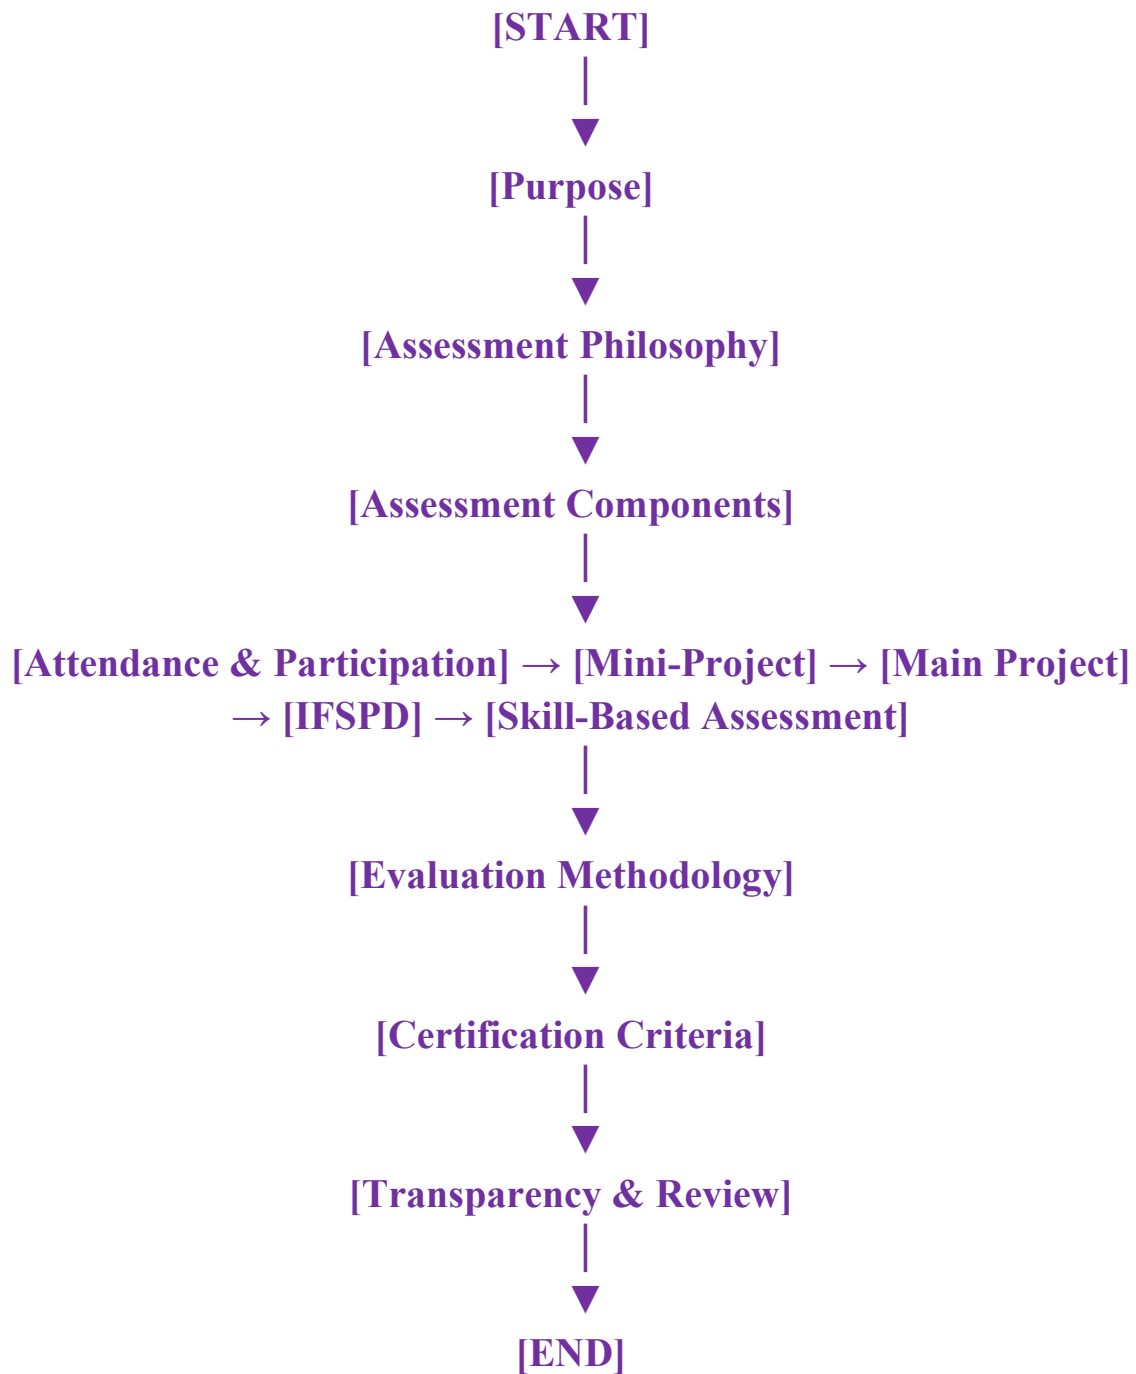 [START]
[Purpose]
[Assessment Philosophy]
[Assessment Components]
[Attendance & Participation] → [Mini-Project] → [Main Project]
→ [IFSPD] → [Skill-Based Assessment]
[Evaluation Methodology]
[Certification Criteria]
[Transparency & Review]
[END]